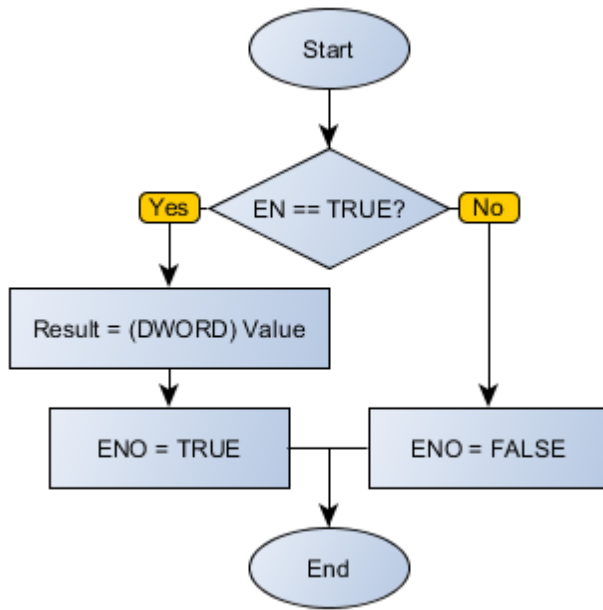 Start
EN == TRUE?
Yes
No
Result = (DWORD) Value
ENO = TRUE
ENO = FALSE
End